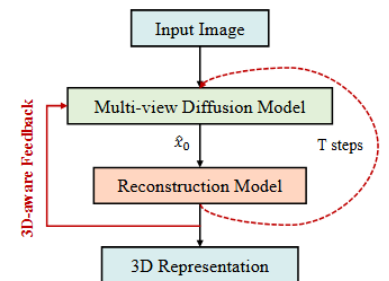 Input Image
Multi-view Diffusion Model
x̂₀
T steps
3D-aware Feedback
Reconstruction Model
3D Representation